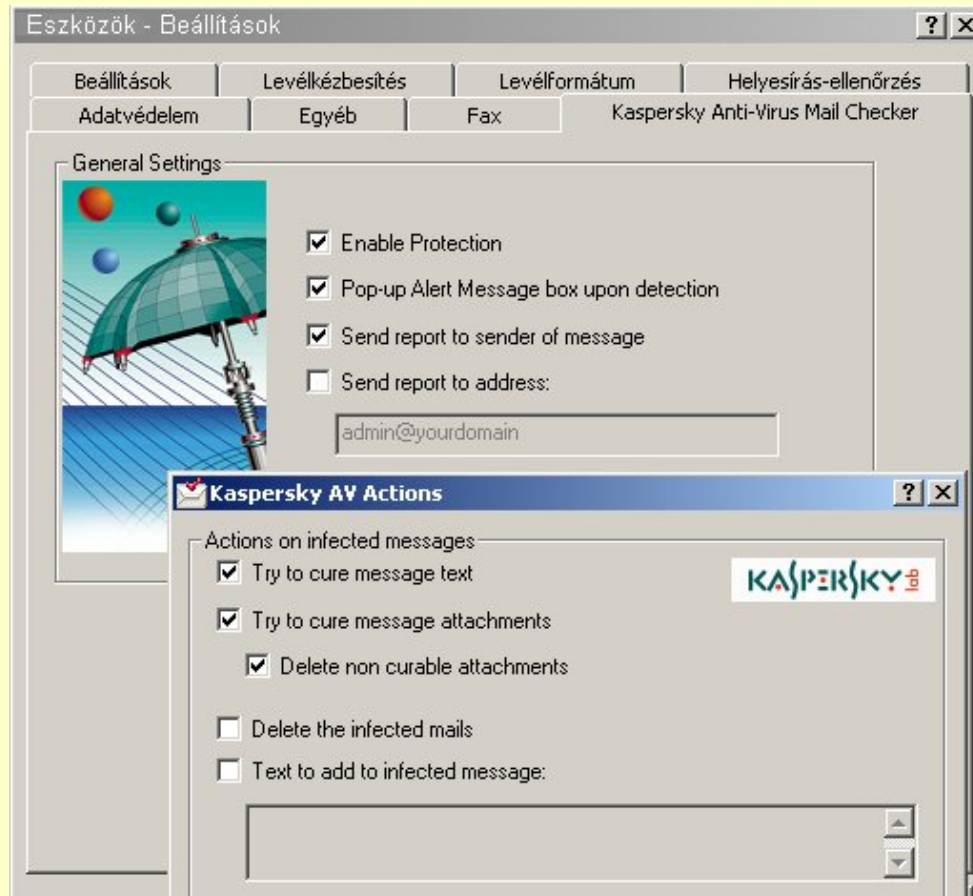 Eszközök - Beállítások
Beállítások Levélkézbesítés Levélformátum Helyesírás-ellenőrzés
Adatvédelem Egyéb Fax Kaspersky Anti-Virus Mail Checker
General Settings
Enable Protection
Pop-up Alert Message box upon detection
Send report to sender of message
Send report to address:
admin@yourdomain
Kaspersky AV Actions
Actions on infected messages
Try to cure message text
KASPERSKY lab
Try to cure message attachments
Delete non curable attachments
Delete the infected mails
Text to add to infected message: